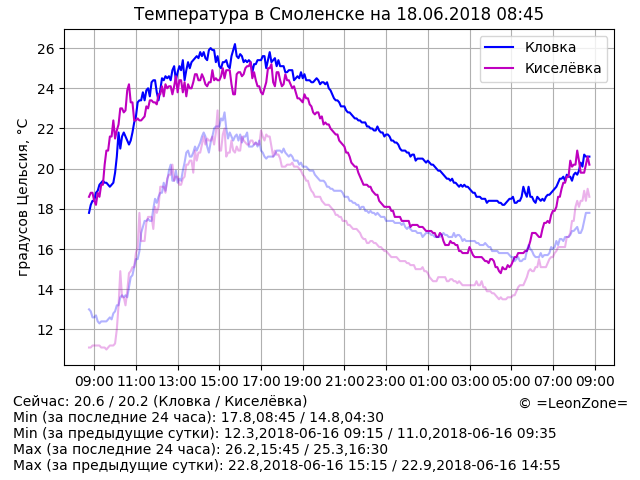 Температура в Смоленске на 18.06.2018 08:45
градусов Цельсия, °C
26
24
22
20
18
16
14
12
Кловка
Киселёвка
09:00 11:00 13:00 15:00 17:00 19:00 21:00 23:00 01:00 03:00 05:00 07:00 09:00
Сейчас: 20.6 / 20.2 (Кловка / Киселёвка)
© =LeonZone=
Min (за последние 24 часа): 17.8,08:45 / 14.8,04:30
Min (за предыдущие сутки): 12.3,2018-06-16 09:15 / 11.0,2018-06-16 09:35
Max (за последние 24 часа): 26.2,15:45 / 25.3,16:30
Max (за предыдущие сутки): 22.8,2018-06-16 15:15 / 22.9,2018-06-16 14:55